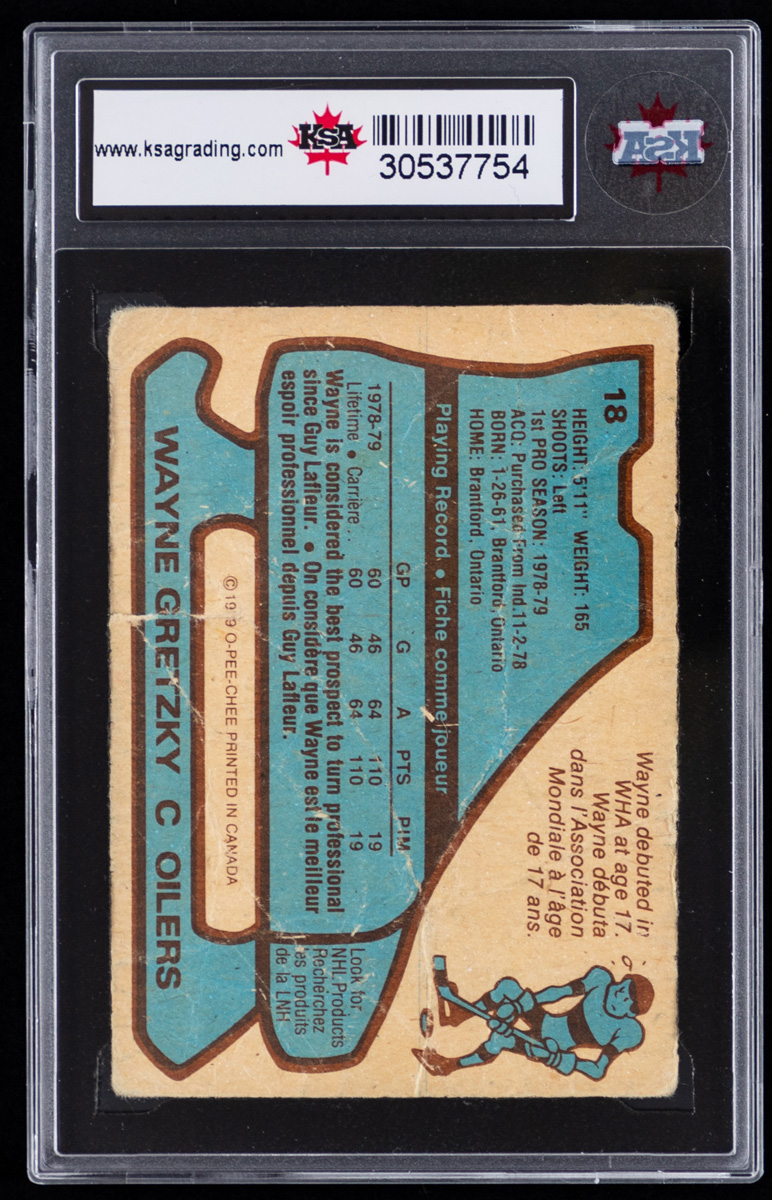 www.ksagrading.com
KSA
30537754
KSA
18
HEIGHT: 5'11" WEIGHT: 165
SHOOTS: Left
1st PRO SEASON: 1978-79
ACQ: Purchased From Ind. 11-2-78
BORN: 1-26-61, Brantford, Ontario
HOME: Brantford, Ontario
Wayne debuted in
WHA at age 17.
Wayne débuta
dans l'Association
Mondiale à l'âge
de 17 ans.
Playing Record • Fiche comme joueur
GP G A PTS PIM
1978-79 60 46 64 110 19
Lifetime • Carrière .. 60 46 64 110 19
Wayne is considered the best prospect to turn professional
since Guy Lafleur. • On considère que Wayne est le meilleur
espoir professionnel depuis Guy Lafleur.
Look for
NHL Products
Recherchez
es produits
de la LNH
© 19 9 O-PEE-CHEE PRINTED IN CANADA
WAYNE GRETZKY C OILERS